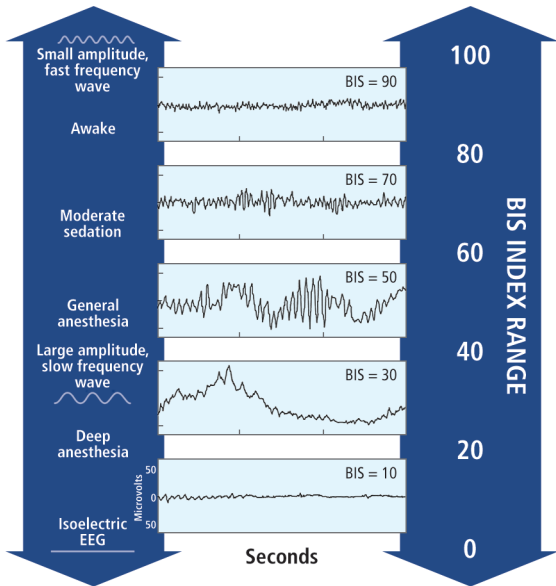 Small amplitude,
fast frequency
wave
Awake
Moderate
sedation
General
anesthesia
Large amplitude,
slow frequency
wave
Deep
anesthesia
Isoelectric
EEG
BIS = 90
BIS = 70
BIS = 50
BIS = 30
BIS = 10
Microvolts
50
0
50
Seconds
100
80
60
40
20
0
BIS INDEX RANGE